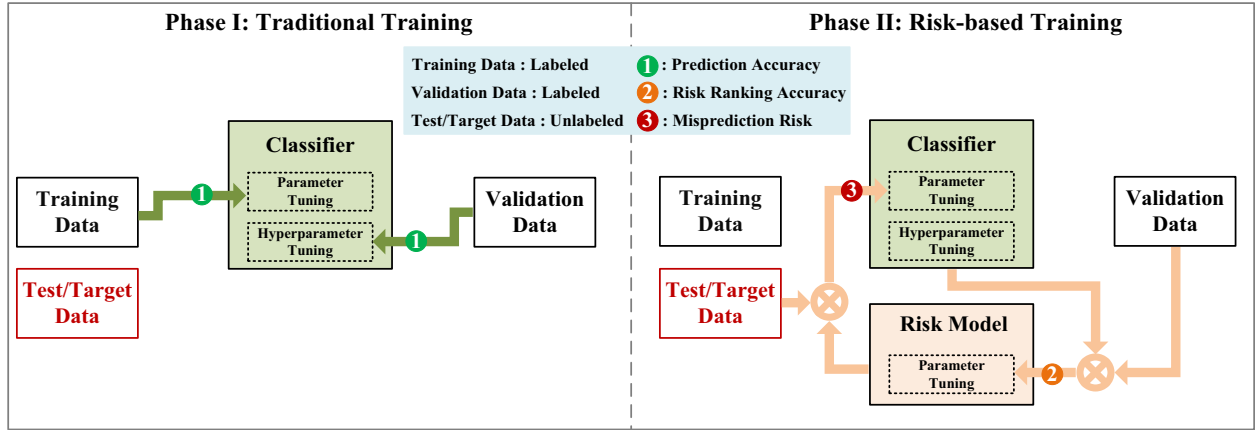 Phase I: Traditional Training
Phase II: Risk-based Training
Training Data : Labeled
1 : Prediction Accuracy
Validation Data : Labeled
2 : Risk Ranking Accuracy
Test/Target Data : Unlabeled
3 : Misprediction Risk
Classifier
Parameter
Tuning
Hyperparameter
Tuning
Training
Data
1
1
Validation
Data
Test/Target
Data
Classifier
Parameter
Tuning
Hyperparameter
Tuning
Training
Data
3
Validation
Data
Test/Target
Data
Risk Model
Parameter
Tuning
2